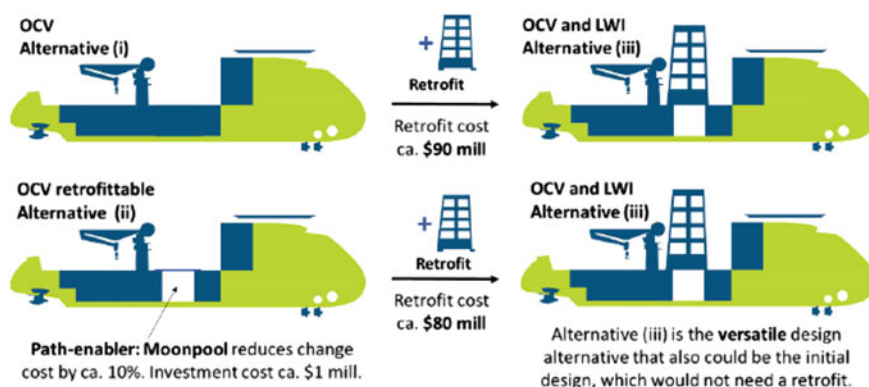 OCV
Alternative (i)
+
Retrofit
Retrofit cost
ca. $90 mill
OCV and LWI
Alternative (iii)
OCV retrofittable
Alternative (ii)
+
Retrofit
Retrofit cost
ca. $80 mill
OCV and LWI
Alternative (iii)
Path-enabler: Moonpool reduces change
cost by ca. 10%. Investment cost ca. $1 mill.
Alternative (iii) is the versatile design
alternative that also could be the initial
design, which would not need a retrofit.